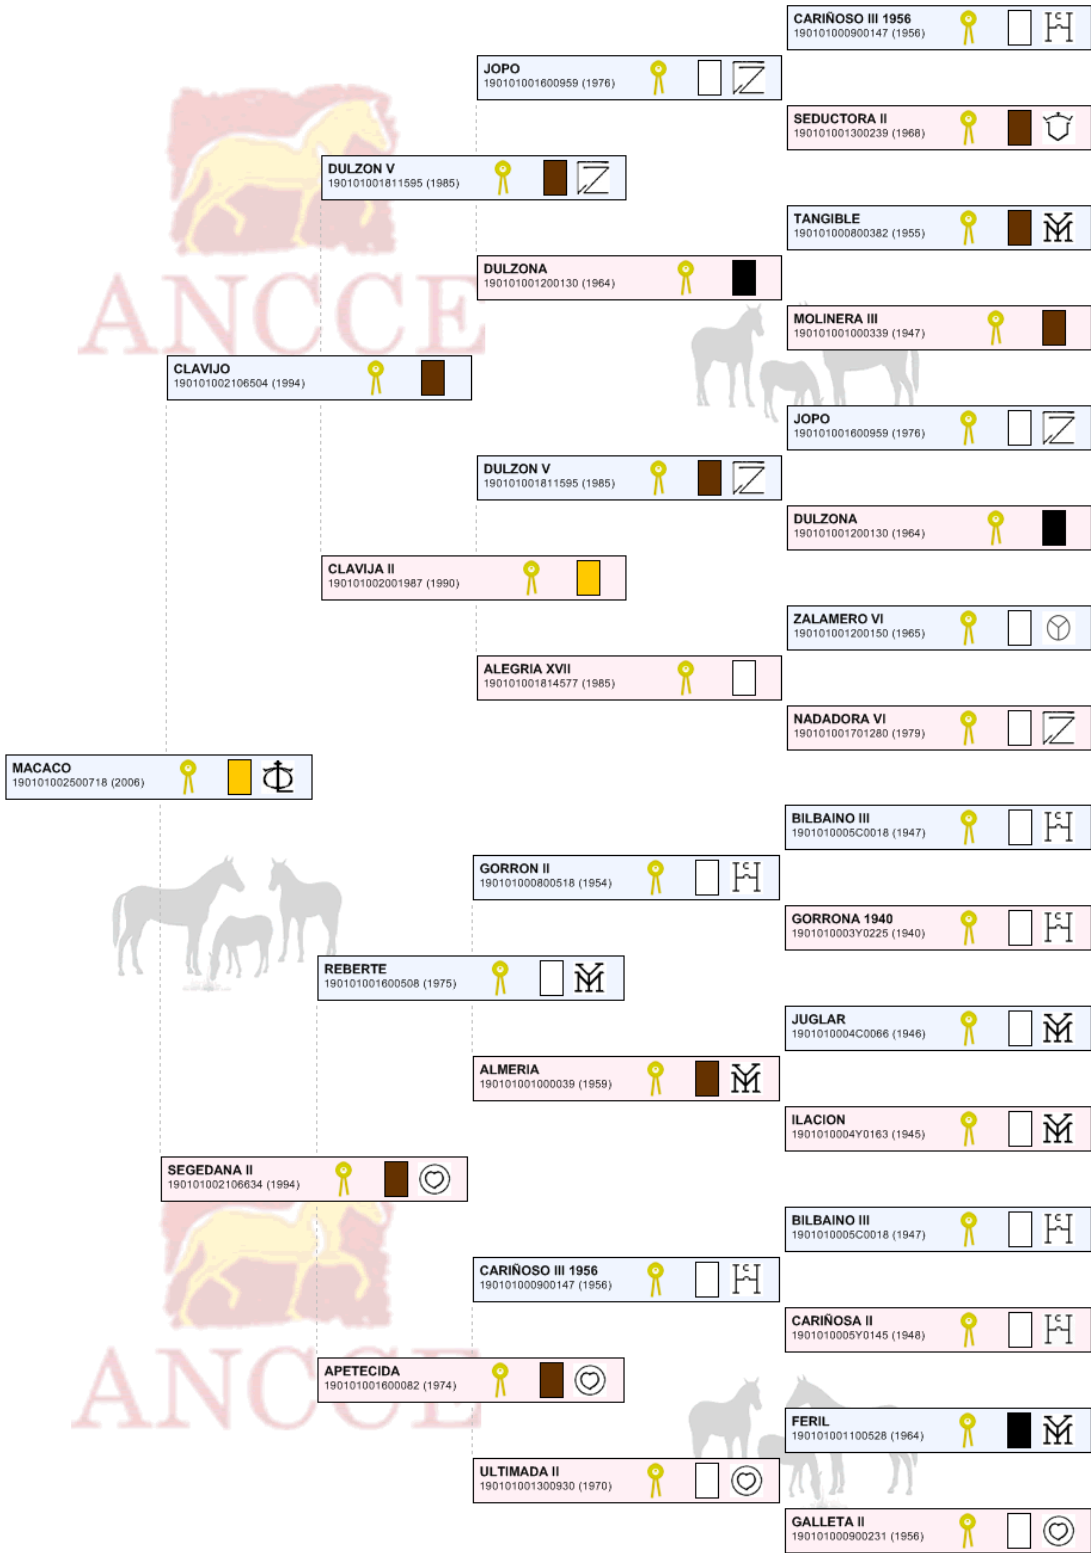 CARIÑOSO III 1956
190101000900147 (1956)
JOPO
190101001600959 (1976)
SEDUCTORA II
190101001300239 (1968)
DULZON V
190101001811595 (1985)
TANGIBLE
190101000800382 (1955)
DULZONA
190101001200130 (1964)
ANCCE
MOLINERA III
190101001000339 (1947)
CLAVIJO
190101002106504 (1994)
JOPO
190101001600959 (1976)
DULZON V
190101001811595 (1985)
DULZONA
190101001200130 (1964)
CLAVIJA II
190101002001987 (1990)
ZALAMERO VI
190101001200150 (1965)
ALEGRIA XVII
190101001814577 (1985)
NADADORA VI
190101001701280 (1979)
MACACO
190101002500718 (2006)
BILBAINO III
1901010005C0018 (1947)
GORRON II
190101000800518 (1954)
GORRONA 1940
1901010003Y0225 (1940)
REBERTE
190101001600508 (1975)
JUGLAR
1901010004C0066 (1946)
ALMERIA
190101001000039 (1959)
ILACION
1901010004Y0163 (1945)
SEGEDANA II
190101002106634 (1994)
BILBAINO III
1901010005C0018 (1947)
CARIÑOSO III 1956
190101000900147 (1956)
CARIÑOSA II
1901010005Y0145 (1948)
APETECIDA
190101001600082 (1974)
ANCCE
FERIL
190101001100528 (1964)
ULTIMADA II
190101001300930 (1970)
GALLETA II
190101000900231 (1956)